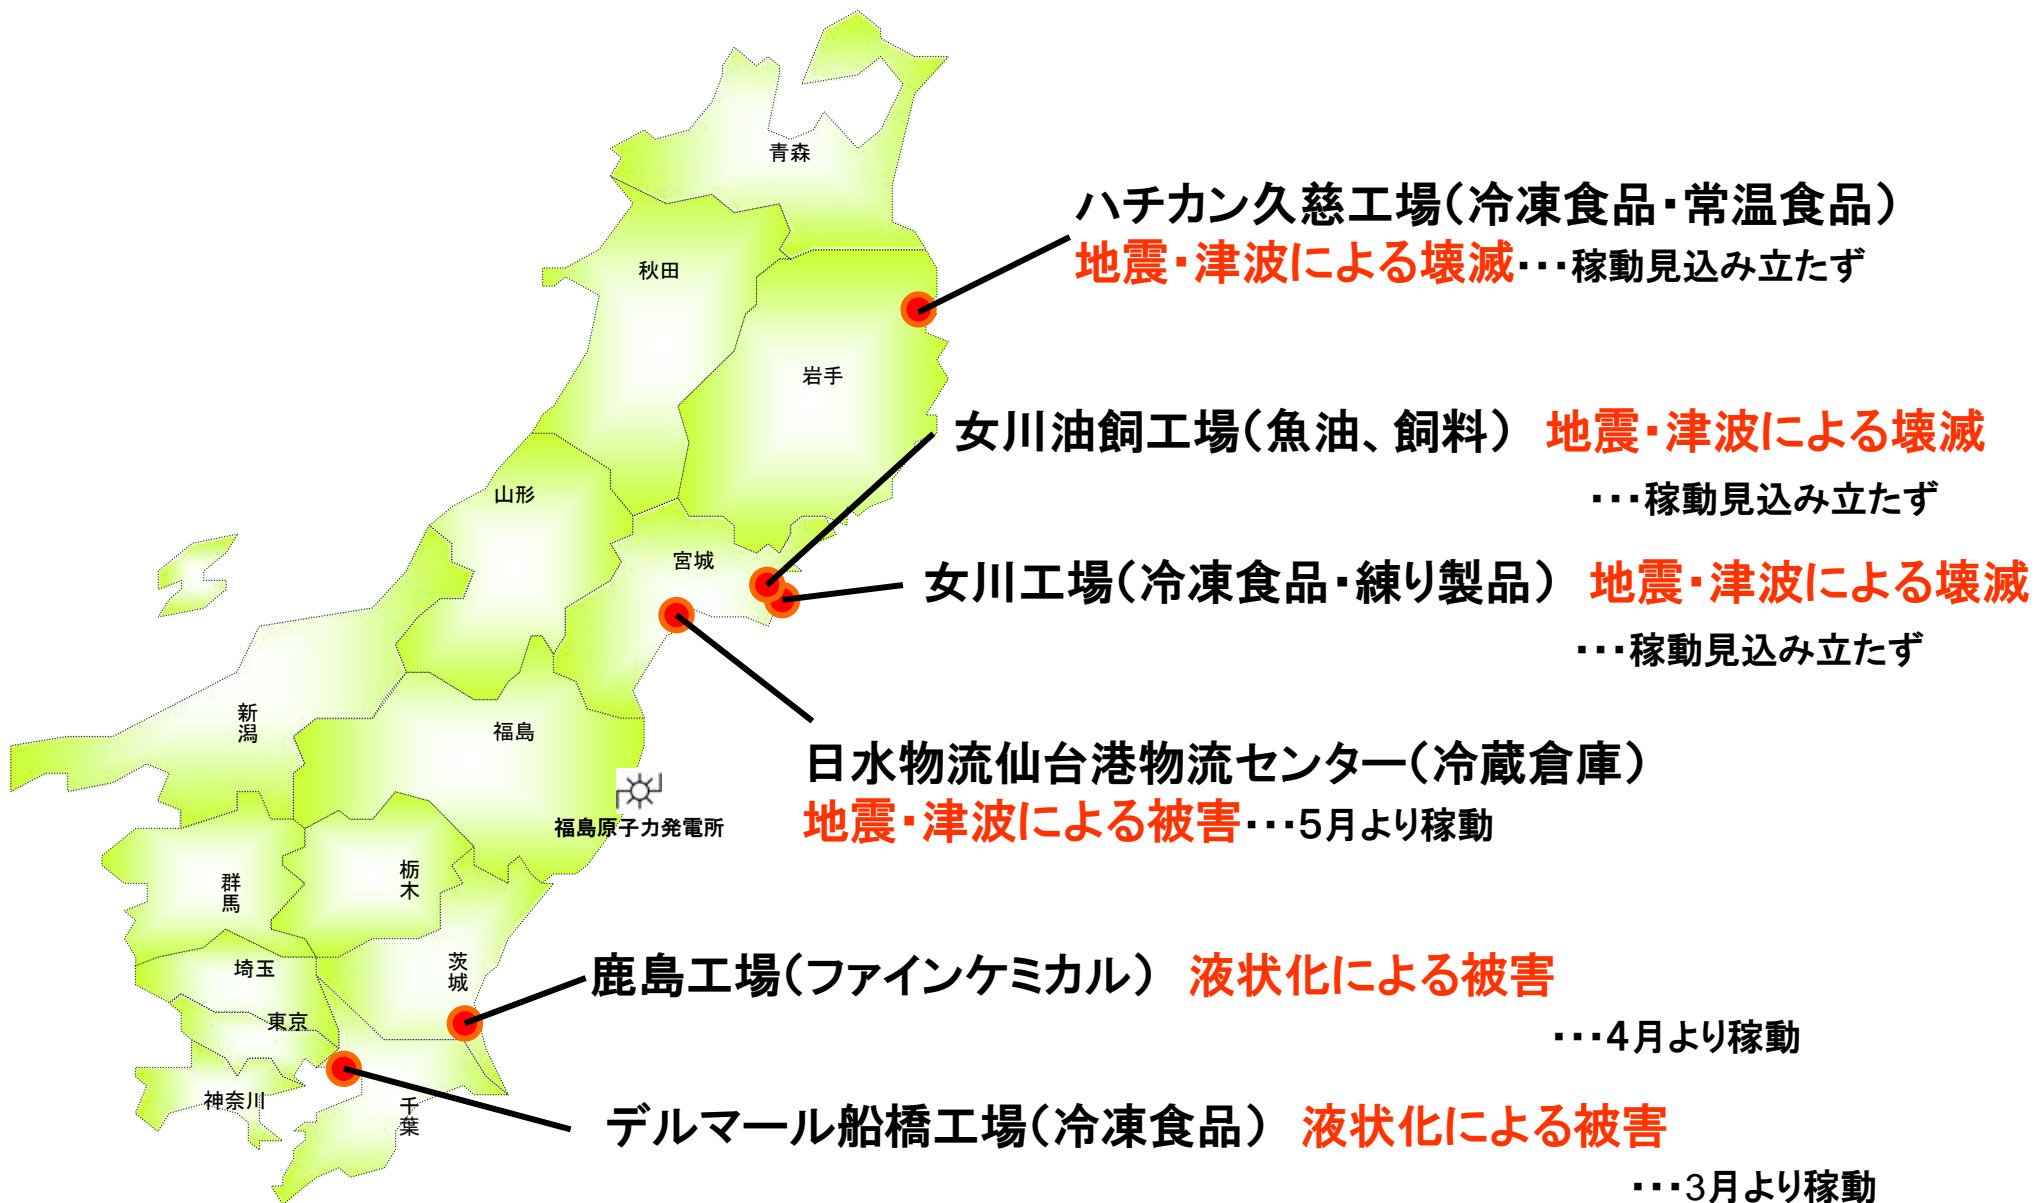 青森
ハチカン久慈工場（冷凍食品・常温食品）
地震・津波による壊滅・・・稼動見込み立たず
秋田
岩手
女川油飼工場（魚油、飼料） 地震・津波による壊滅
・・・稼動見込み立たず
山形
宮城
女川工場（冷凍食品・練り製品） 地震・津波による壊滅
・・・稼動見込み立たず
新潟
福島
日水物流仙台港物流センター（冷蔵倉庫）
地震・津波による被害・・・5月より稼動
福島原子力発電所
群馬
栃木
埼玉
茨城
鹿島工場（ファインケミカル） 液状化による被害
・・・4月より稼動
東京
神奈川
千葉
デルマール船橋工場（冷凍食品） 液状化による被害
・・・3月より稼動